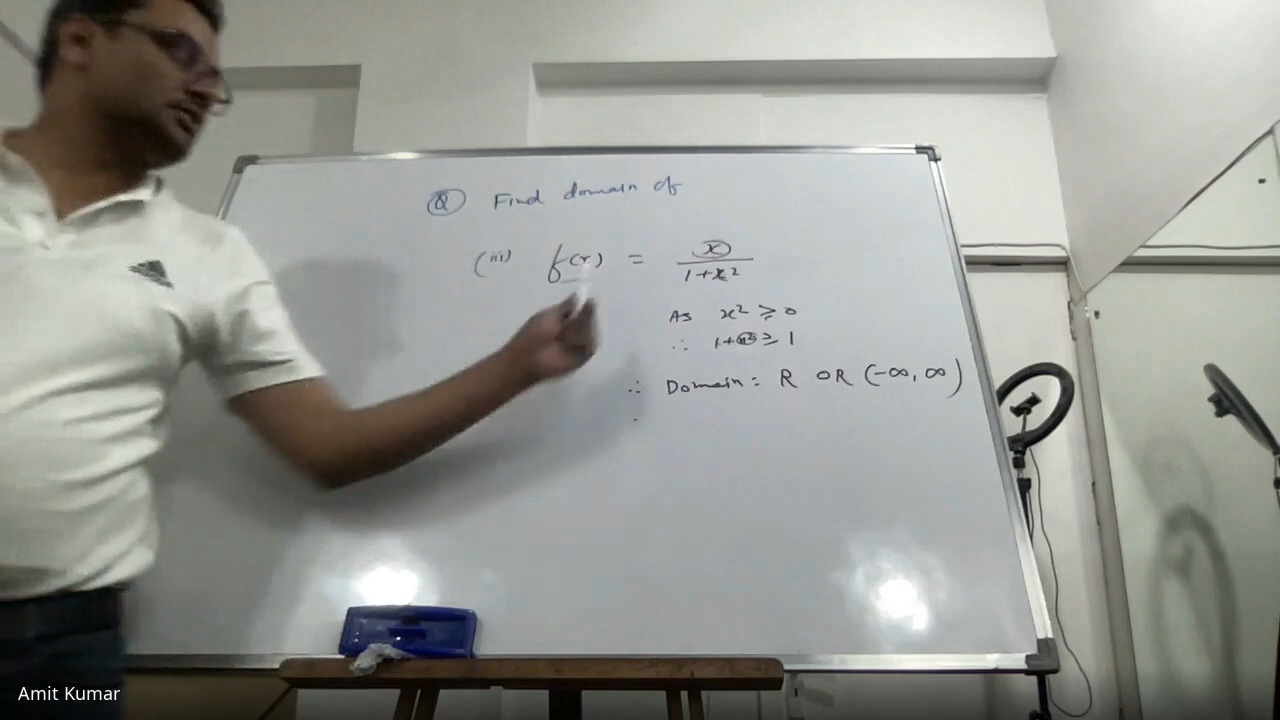 Q Find domain of
(iii) f(x) = x / 1+x²
As x² ≥ 0
∴ 1+x² ≥ 1
∴ Domain: R OR (-∞, ∞)
Amit Kumar